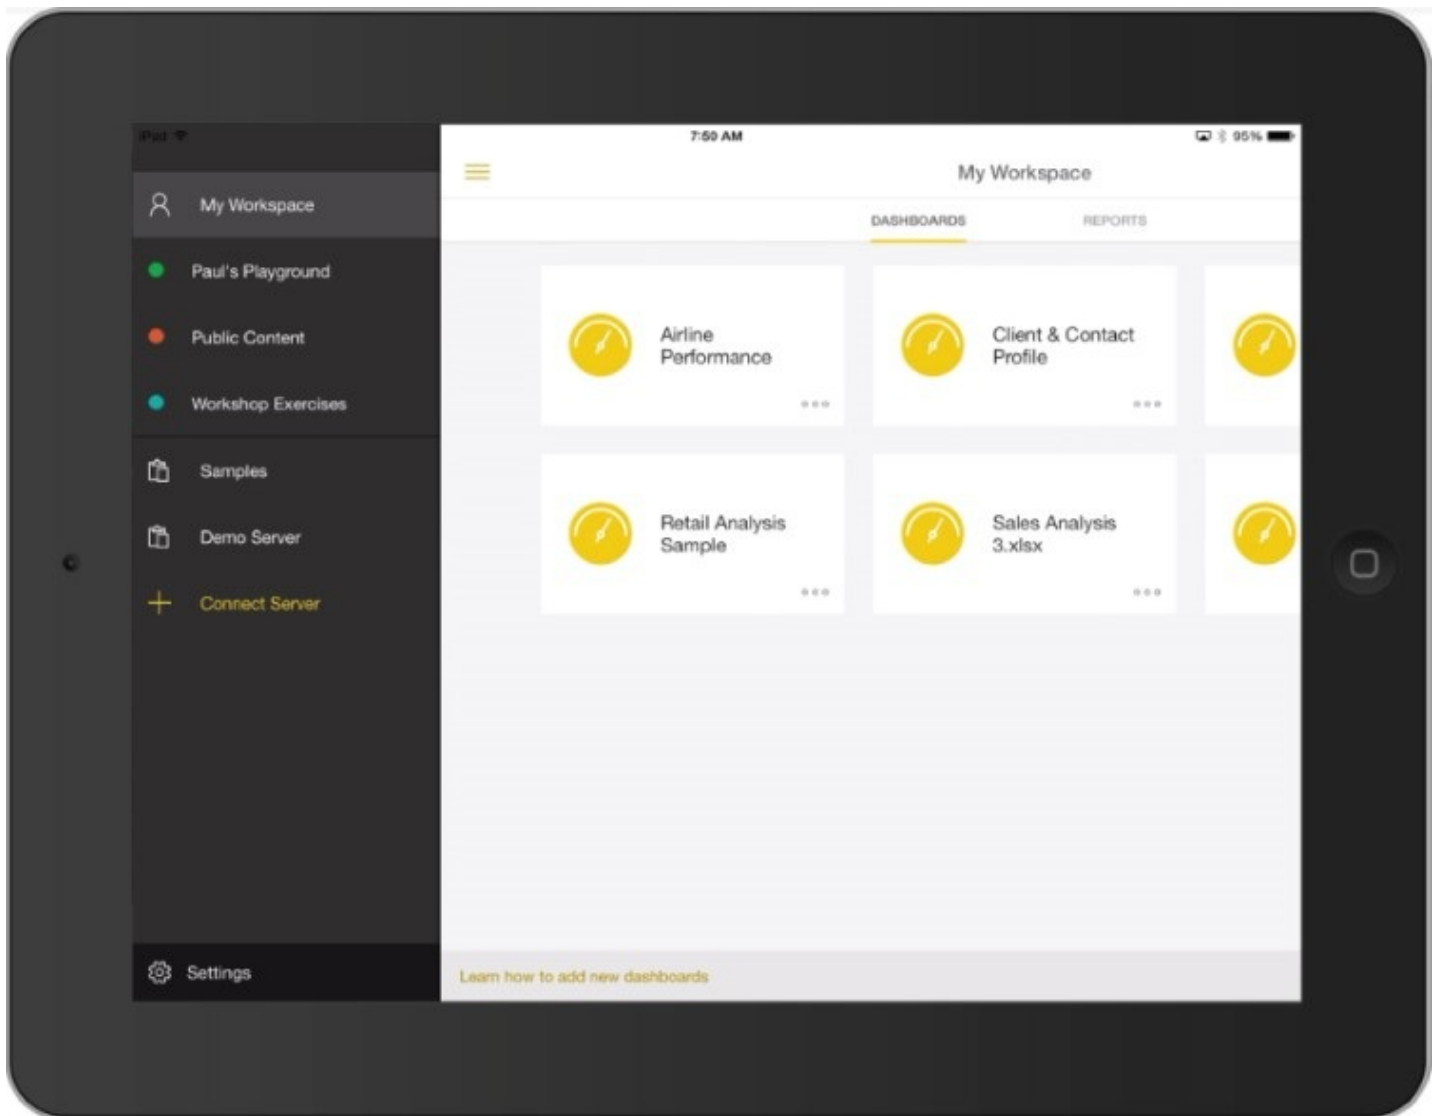 iPad
7:50 AM
95%
My Workspace
Paul's Playground
Public Content
Workshop Exercises
Samples
Demo Server
Connect Server
Settings
My Workspace
DASHBOARDS
REPORTS
Airline
Performance
Client & Contact
Profile
Retail Analysis
Sample
Sales Analysis
3.xlsx
Learn how to add new dashboards